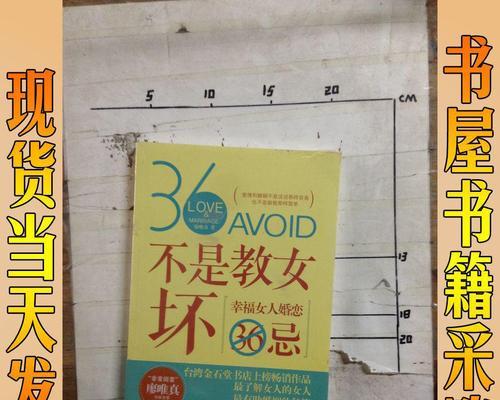 现货当天发
书屋书籍采
5 10 15 20 CM
13
18
20
36
LOVE
&
MARRIAGE
AVOID
不是教女
坏
幸福女人婚恋
36忌
台湾金石堂书店上榜畅销作品
最了解女人的女人
廖唯真